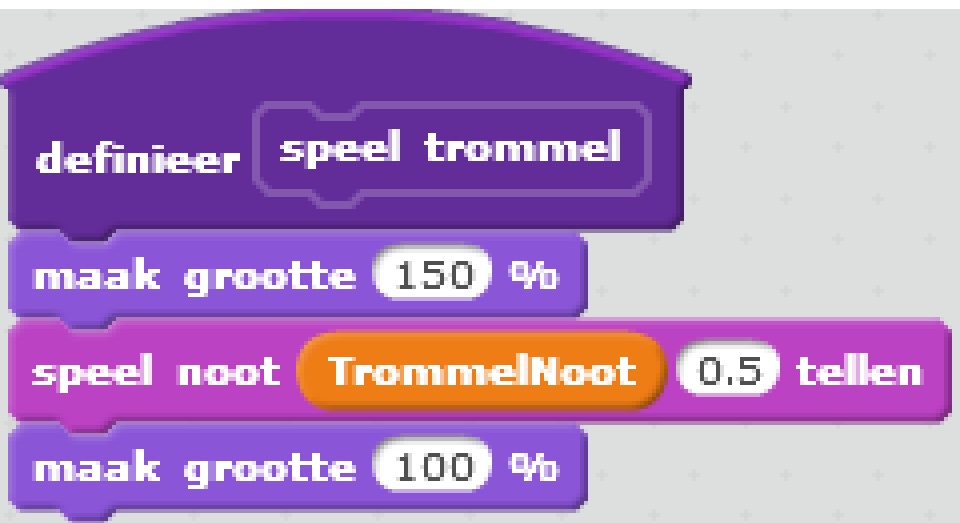 definieer speel trommel
maak grootte 150 %
speel noot TrommelNoot 0.5 tellen
maak grootte 100 %